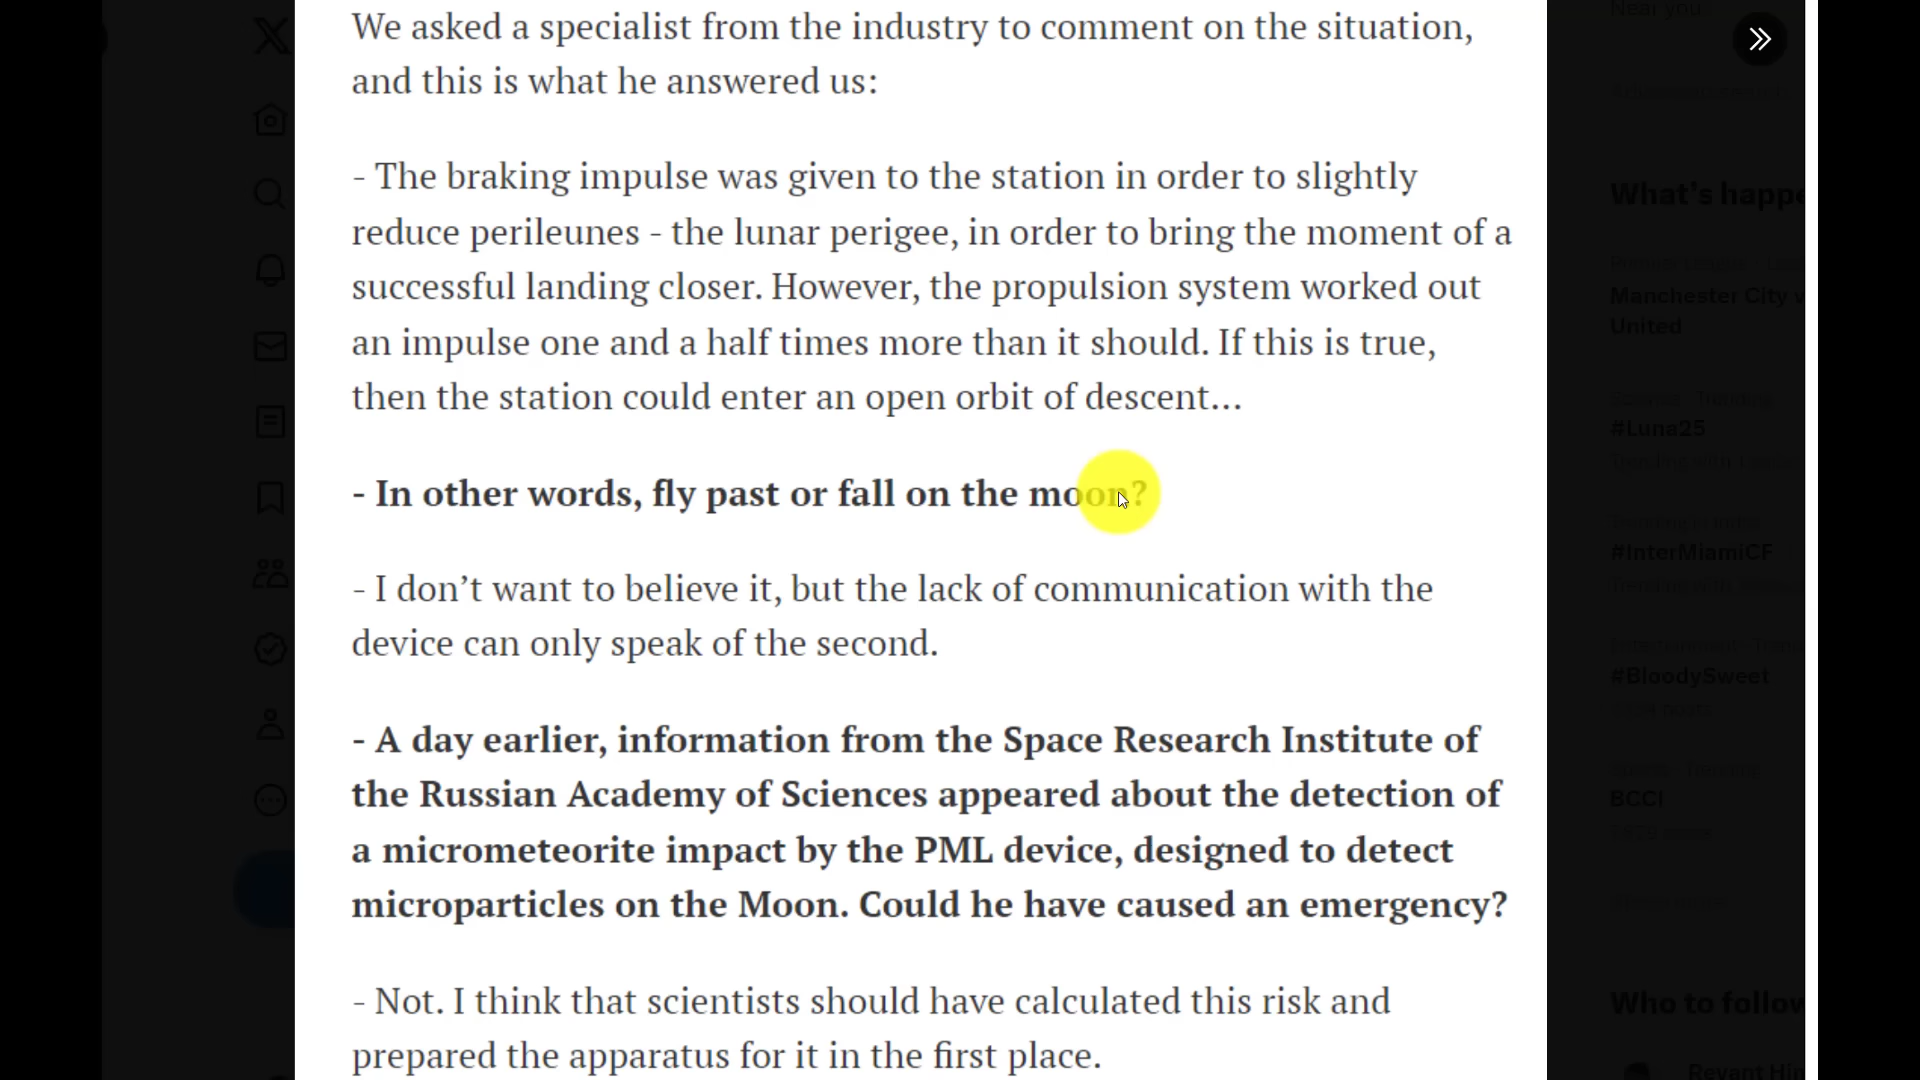 We asked a specialist from the industry to comment on the situation,
and this is what he answered us:
- The braking impulse was given to the station in order to slightly
reduce perileunes - the lunar perigee, in order to bring the moment of a
successful landing closer. However, the propulsion system worked out
an impulse one and a half times more than it should. If this is true,
then the station could enter an open orbit of descent...
- In other words, fly past or fall on the moon?
- I don't want to believe it, but the lack of communication with the
device can only speak of the second.
- A day earlier, information from the Space Research Institute of
the Russian Academy of Sciences appeared about the detection of
a micrometeorite impact by the PML device, designed to detect
microparticles on the Moon. Could he have caused an emergency?
- Not. I think that scientists should have calculated this risk and
prepared the apparatus for it in the first place.
Near you
What's happe
Manchester City v
United
#Luna25
#InterMiamiCF
#BloodySweet
BCCI
Who to follow